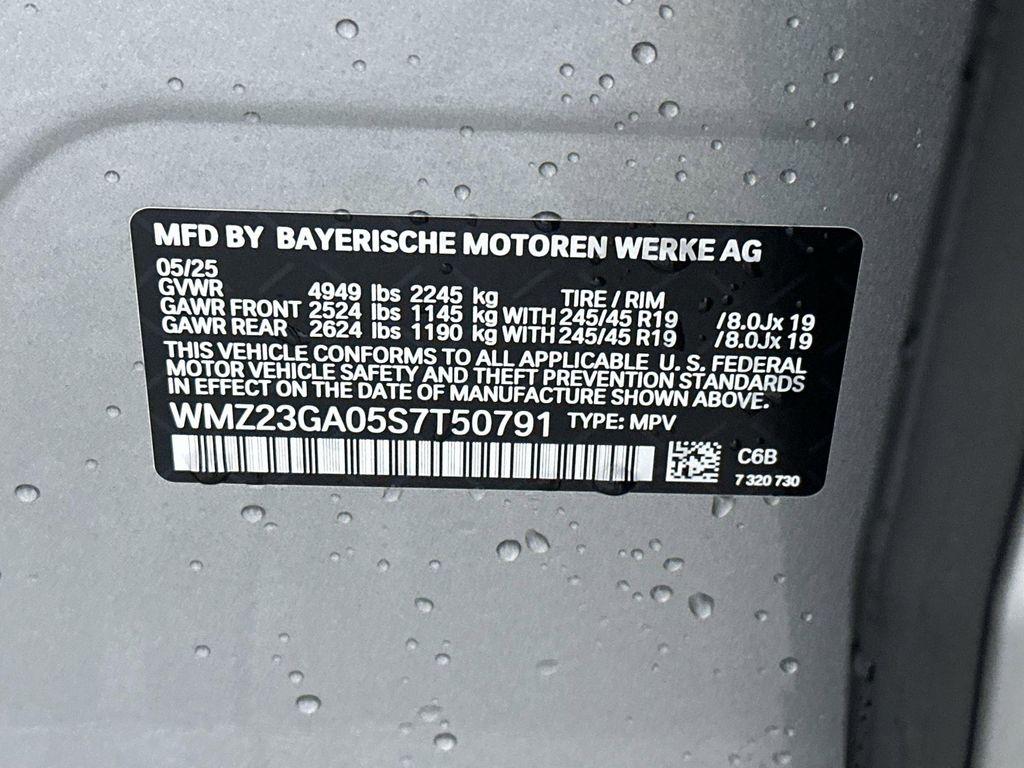 MFD BY BAYERISCHE MOTOREN WERKE AG
05/25
GVWR 4949 lbs 2245 kg TIRE / RIM
GAWR FRONT 2524 lbs 1145 kg WITH 245/45 R19 /8.0Jx 19
GAWR REAR 2624 lbs 1190 kg WITH 245/45 R19 /8.0Jx 19
THIS VEHICLE CONFORMS TO ALL APPLICABLE U. S. FEDERAL
MOTOR VEHICLE SAFETY AND THEFT PREVENTION STANDARDS
IN EFFECT ON THE DATE OF MANUFACTURE SHOWN ABOVE.
WMZ23GA05S7T50791 TYPE: MPV
C6B
7 320 730